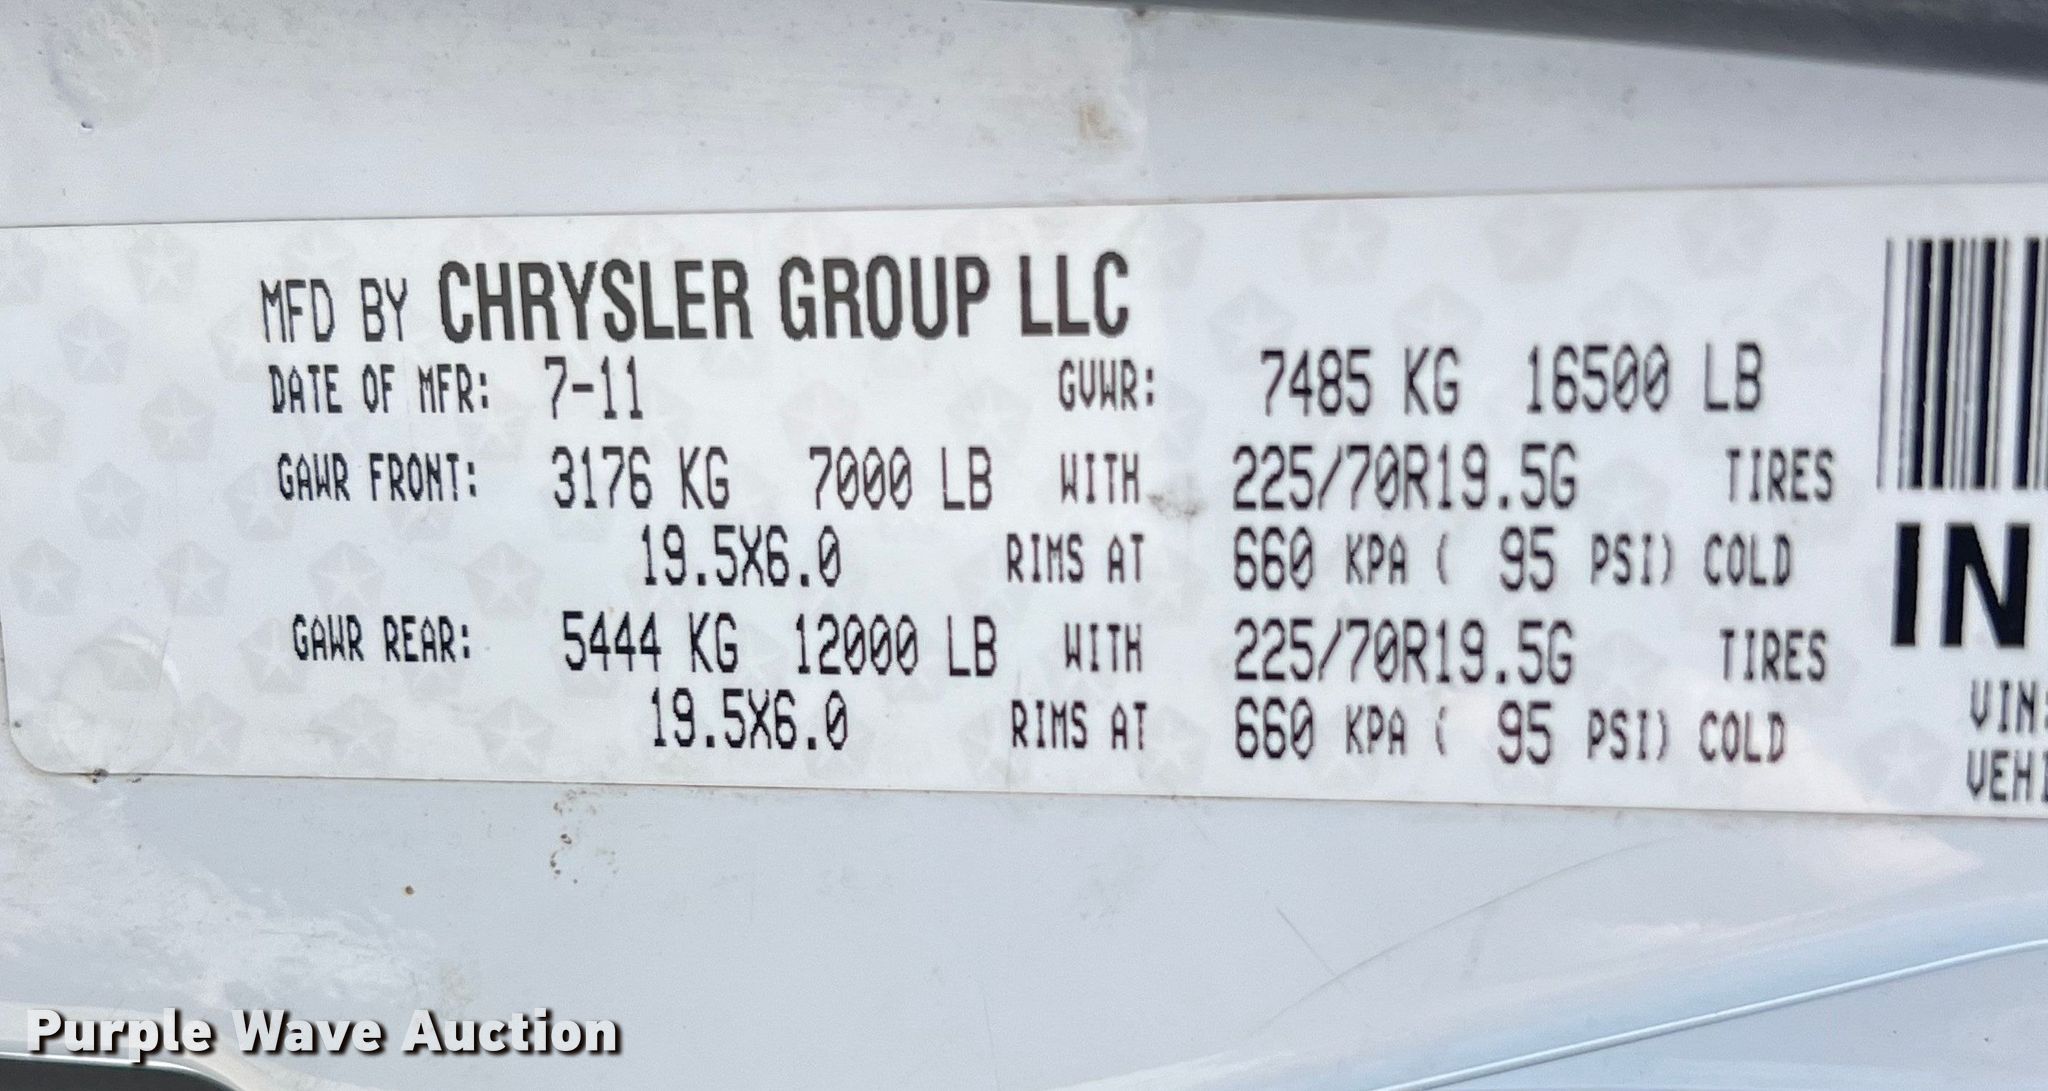 MFD BY CHRYSLER GROUP LLC
DATE OF MFR: 7-11 GVWR: 7485 KG 16500 LB
GAWR FRONT: 3176 KG 7000 LB WITH 225/70R19.5G TIRES
19.5X6.0 RIMS AT 660 KPA ( 95 PSI) COLD
GAWR REAR: 5444 KG 12000 LB WITH 225/70R19.5G TIRES
19.5X6.0 RIMS AT 660 KPA ( 95 PSI) COLD
IN
VIN:
VEHI
Purple Wave Auction